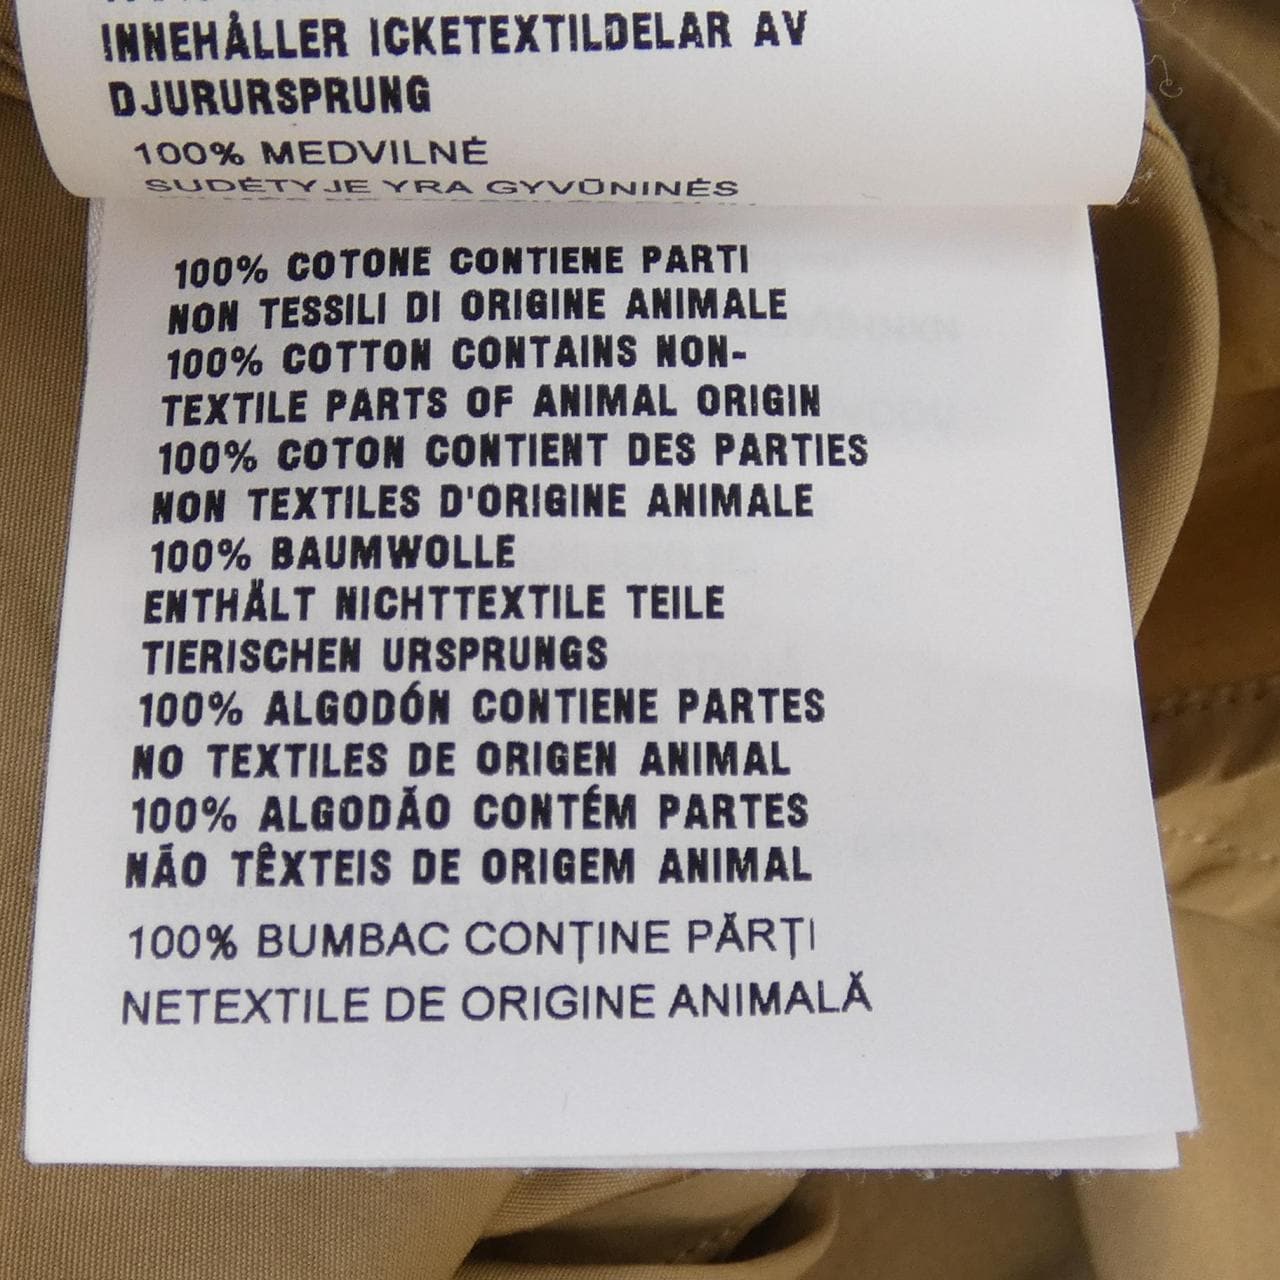 INNEHÅLLER ICKETEXTILDELAR AV
DJURURSPRUNG
100% MEDVILNĖ
SUDĖTYJE YRA GYVŪNINĖS
100% COTONE CONTIENE PARTI
NON TESSILI DI ORIGINE ANIMALE
100% COTTON CONTAINS NON-
TEXTILE PARTS OF ANIMAL ORIGIN
100% COTON CONTIENT DES PARTIES
NON TEXTILES D'ORIGINE ANIMALE
100% BAUMWOLLE
ENTHÄLT NICHTTEXTILE TEILE
TIERISCHEN URSPRUNGS
100% ALGODÓN CONTIENE PARTES
NO TEXTILES DE ORIGEN ANIMAL
100% ALGODÃO CONTÉM PARTES
NÃO TÊXTEIS DE ORIGEM ANIMAL
100% BUMBAC CONȚINE PĂRȚI
NETEXTILE DE ORIGINE ANIMALĂ